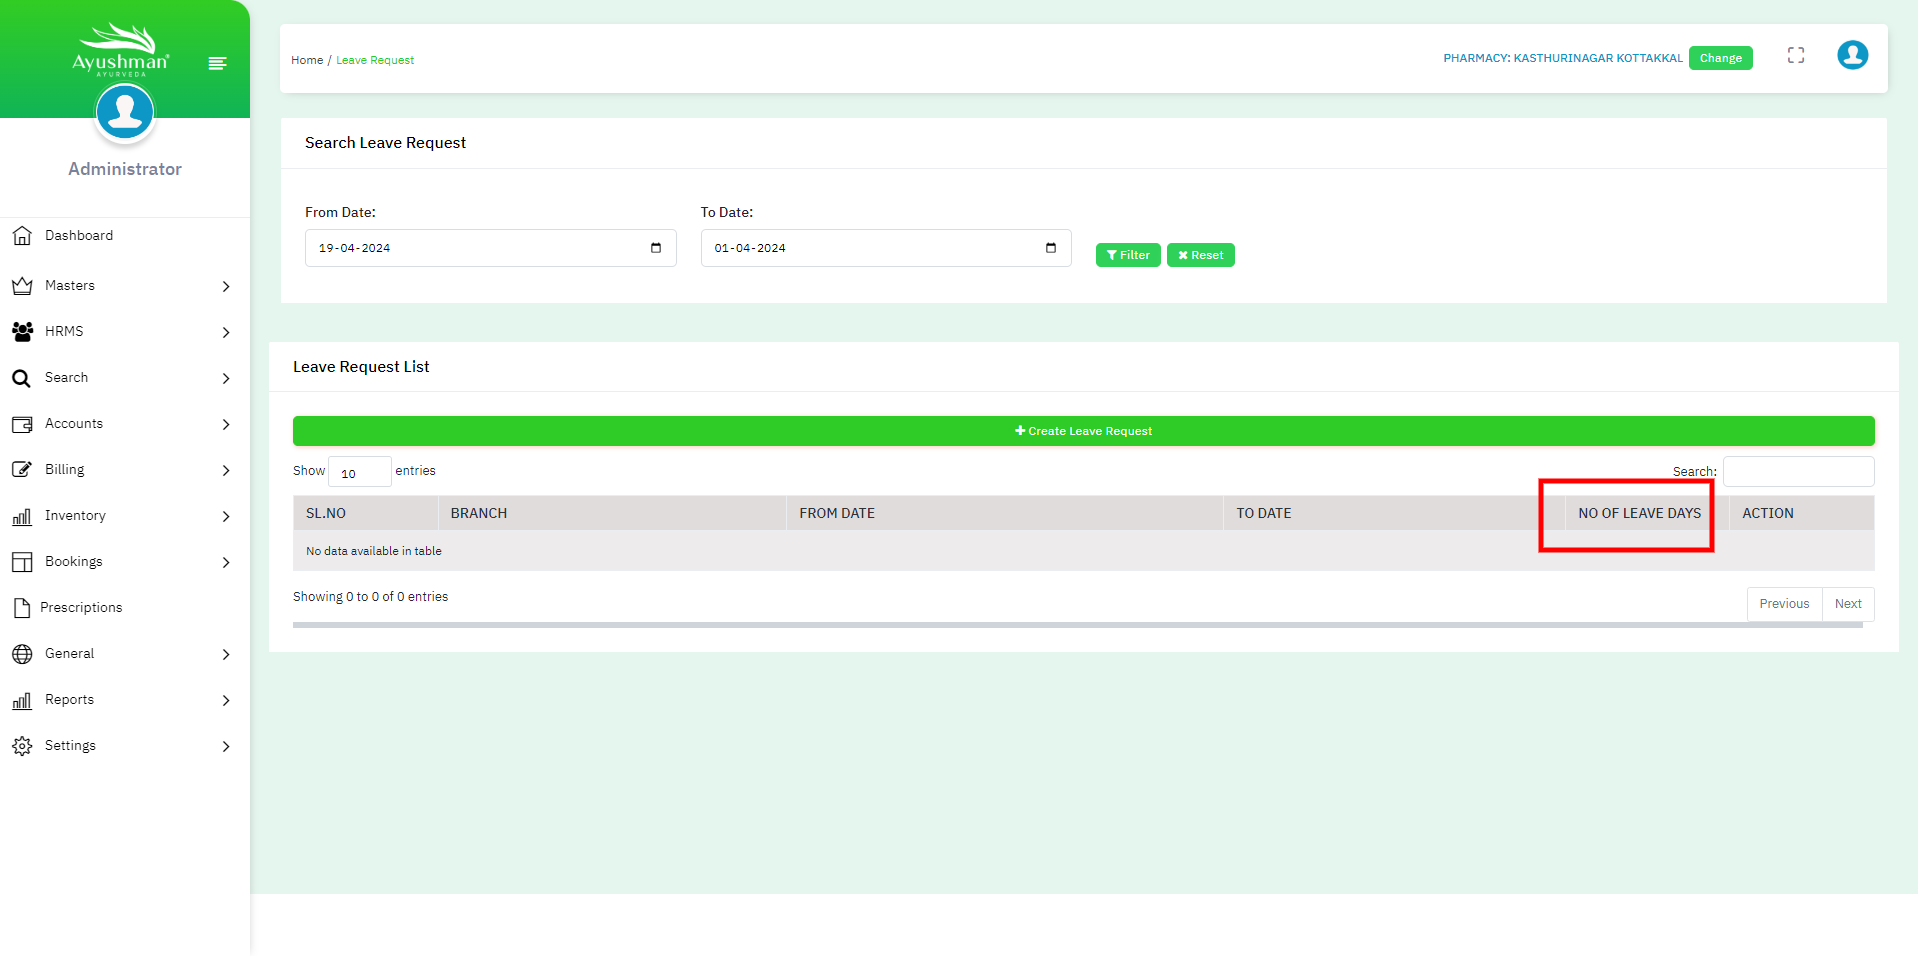 Ayushman®
AYURVEDA
Administrator
Dashboard
Masters
HRMS
Search
Accounts
Billing
Inventory
Bookings
Prescriptions
General
Reports
Settings
Home / Leave Request
PHARMACY: KASTHURINAGAR KOTTAKKAL Change
Search Leave Request
From Date: To Date:
19-04-2024 01-04-2024 Filter Reset
Leave Request List
Create Leave Request
Show 10 entries Search:
SL.NO BRANCH FROM DATE TO DATE NO OF LEAVE DAYS ACTION
No data available in table
Showing 0 to 0 of 0 entries
Previous Next